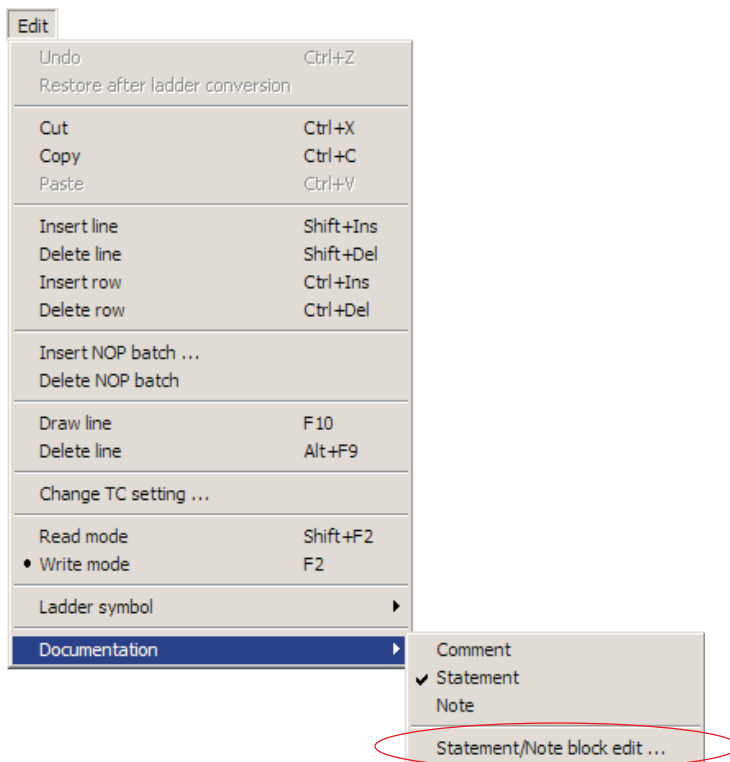 Edit
Undo Ctrl+Z
Restore after ladder conversion
Cut Ctrl+X
Copy Ctrl+C
Paste Ctrl+V
Insert line Shift+Ins
Delete line Shift+Del
Insert row Ctrl+Ins
Delete row Ctrl+Del
Insert NOP batch ...
Delete NOP batch
Draw line F10
Delete line Alt+F9
Change TC setting ...
Read mode Shift+F2
Write mode F2
Ladder symbol
Documentation
Comment
Statement
Note
Statement/Note block edit ...